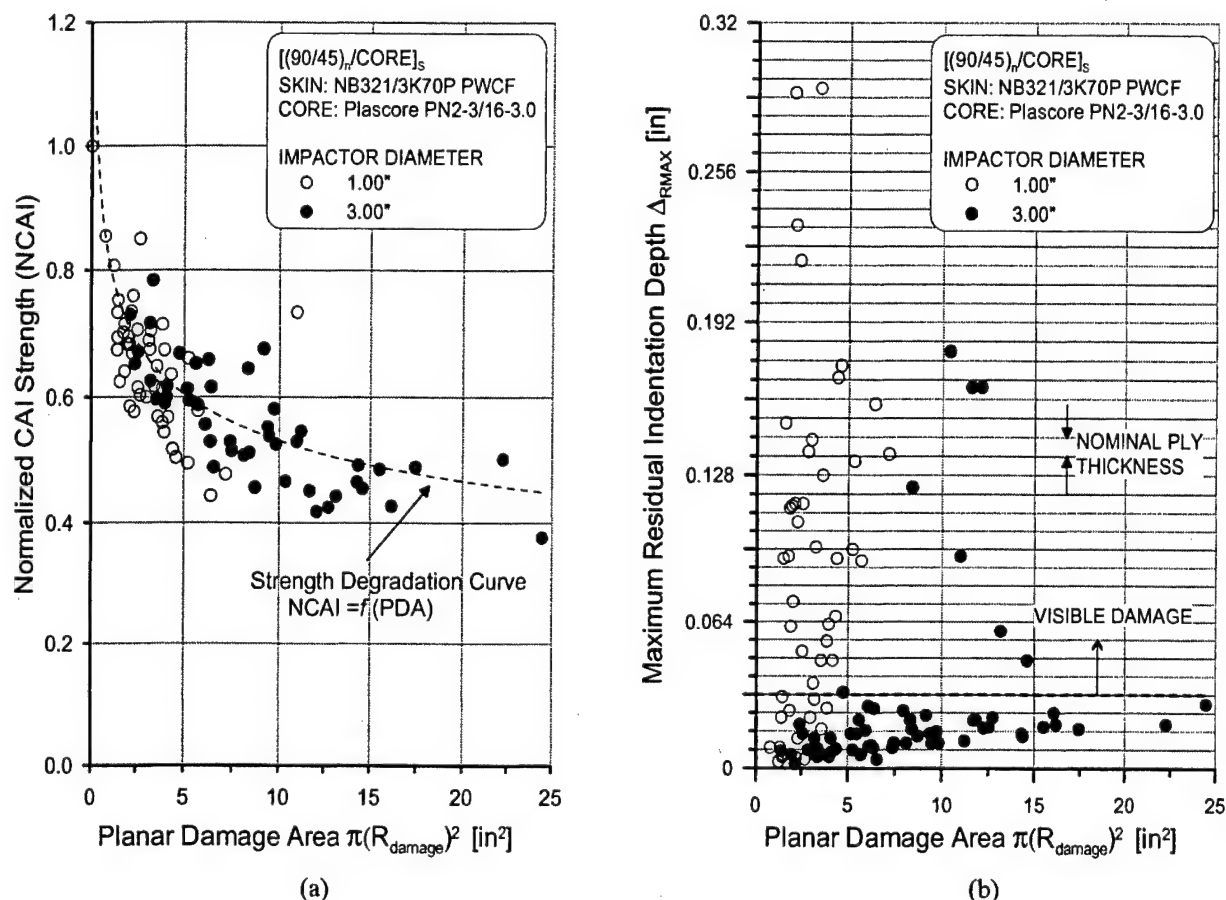 1.2
1.0
0.8
0.6
0.4
0.2
0.0
0
5
10
15
20
25
Normalized CAI Strength (NCAI)
[(90/45)n/CORE]S
SKIN: NB321/3K70P PWCF
CORE: Plascore PN2-3/16-3.0
IMPACTOR DIAMETER
1.00"
3.00"
Strength Degradation Curve
NCAI =f (PDA)
Planar Damage Area π(Rdamage)² [in²]
(a)
0.32
0.256
0.192
0.128
0.064
0
0
5
10
15
20
25
Maximum Residual Indentation Depth ΔRMAX [in]
[(90/45)n/CORE]S
SKIN: NB321/3K70P PWCF
CORE: Plascore PN2-3/16-3.0
IMPACTOR DIAMETER
1.00"
3.00"
NOMINAL PLY
THICKNESS
VISIBLE DAMAGE
Planar Damage Area π(Rdamage)² [in²]
(b)